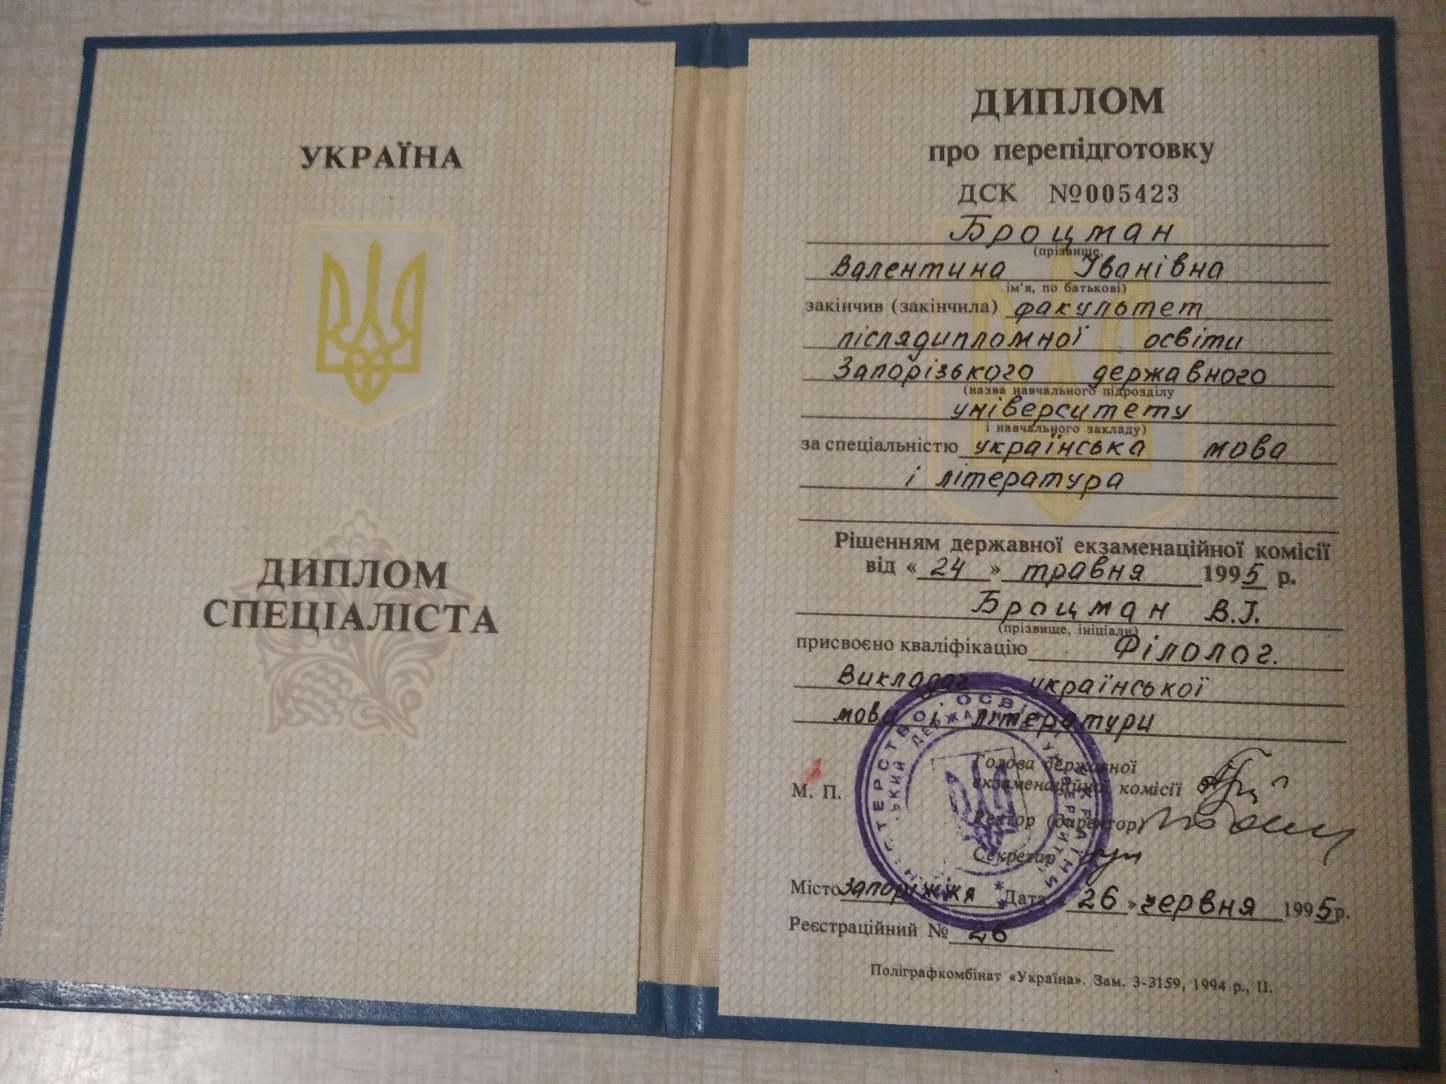 УКРАЇНА
ДИПЛОМ
СПЕЦІАЛІСТА
ДИПЛОМ
про перепідготовку
ДСК №005423
Броцман
(прізвище,
Валентина Іванівна
ім'я, по батькові)
закінчив (закінчила) факультет
післядипломної освіти
Запорізького державного
(назва навчального підрозділу
університету
і навчального закладу)
за спеціальністю українська мова
і література
Рішенням державної екзаменаційної комісії
від «24» травня 1995 р.
Броцман В.І.
(прізвище, ініціали)
присвоєно кваліфікацію Філолог.
Викладач української
мови і літератури
Голова державної
екзаменаційної комісії
М. П.
Ректор (директор)
Секретар
Місто Запоріжжя Дата «26» червня 1995р.
Реєстраційний № 26
Поліграфкомбінат «Україна». Зам. 3-3159, 1994 р., II.